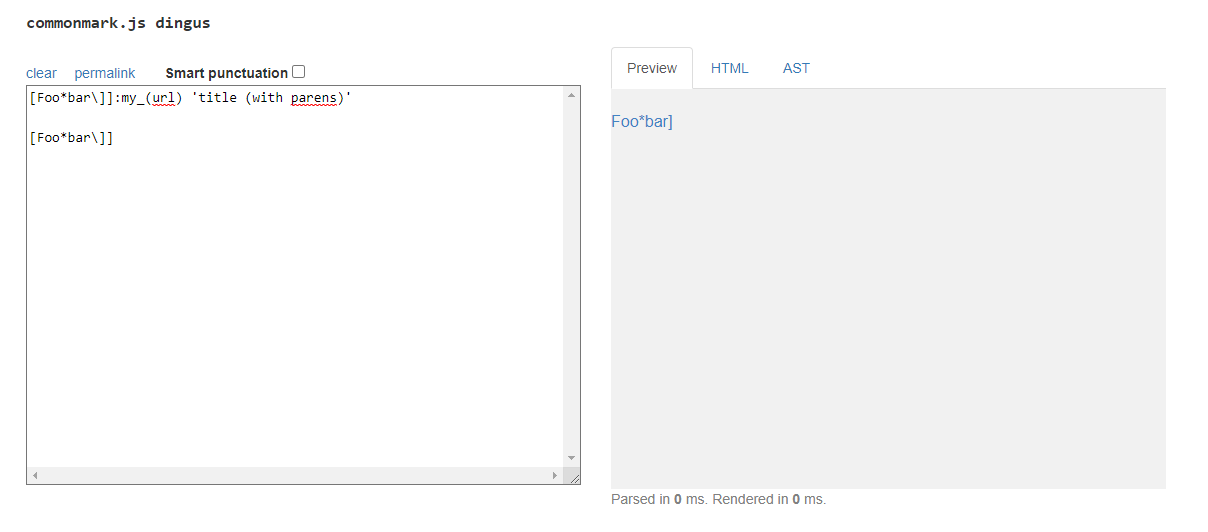 commonmark.js dingus
clear permalink Smart punctuation
[Foo*bar\]]:my_(url) 'title (with parens)'
[Foo*bar\]]
Preview HTML AST
Foo*bar]
Parsed in 0 ms. Rendered in 0 ms.